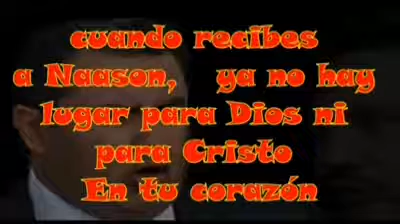 cuando recibes
a Naason, ya no hay
lugar para Dios ni
para Cristo
En tu corazón